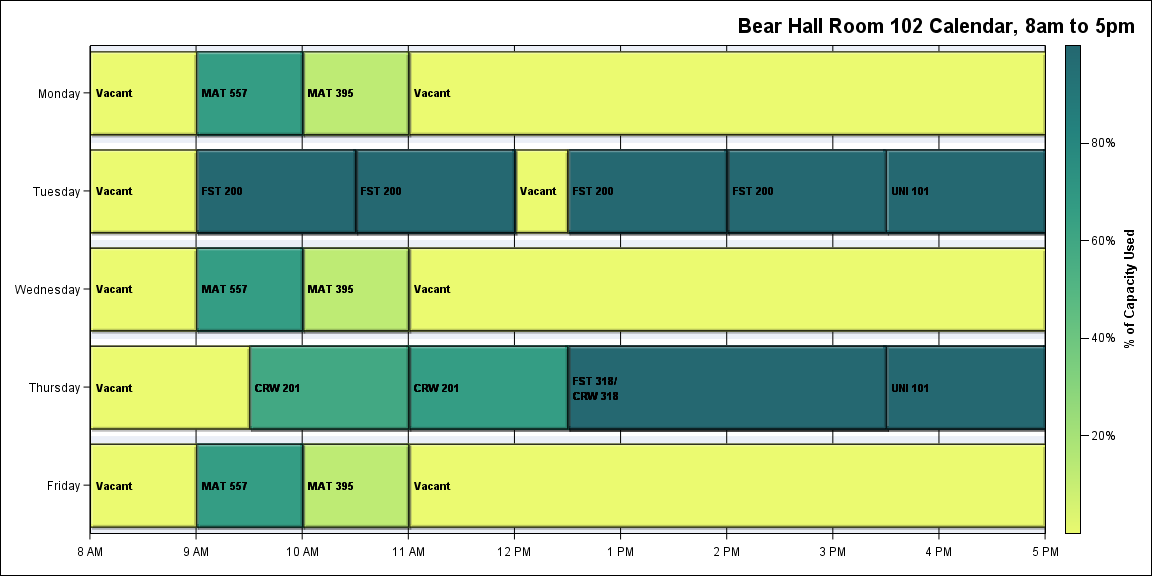 Bear Hall Room 102 Calendar, 8am to 5pm
Monday
Vacant
MAT 557
MAT 395
Vacant
Tuesday
Vacant
FST 200
FST 200
Vacant
FST 200
FST 200
UNI 101
Wednesday
Vacant
MAT 557
MAT 395
Vacant
Thursday
Vacant
CRW 201
CRW 201
FST 318/
CRW 318
UNI 101
Friday
Vacant
MAT 557
MAT 395
Vacant
8 AM
9 AM
10 AM
11 AM
12 PM
1 PM
2 PM
3 PM
4 PM
5 PM
80%
60%
40%
20%
% of Capacity Used